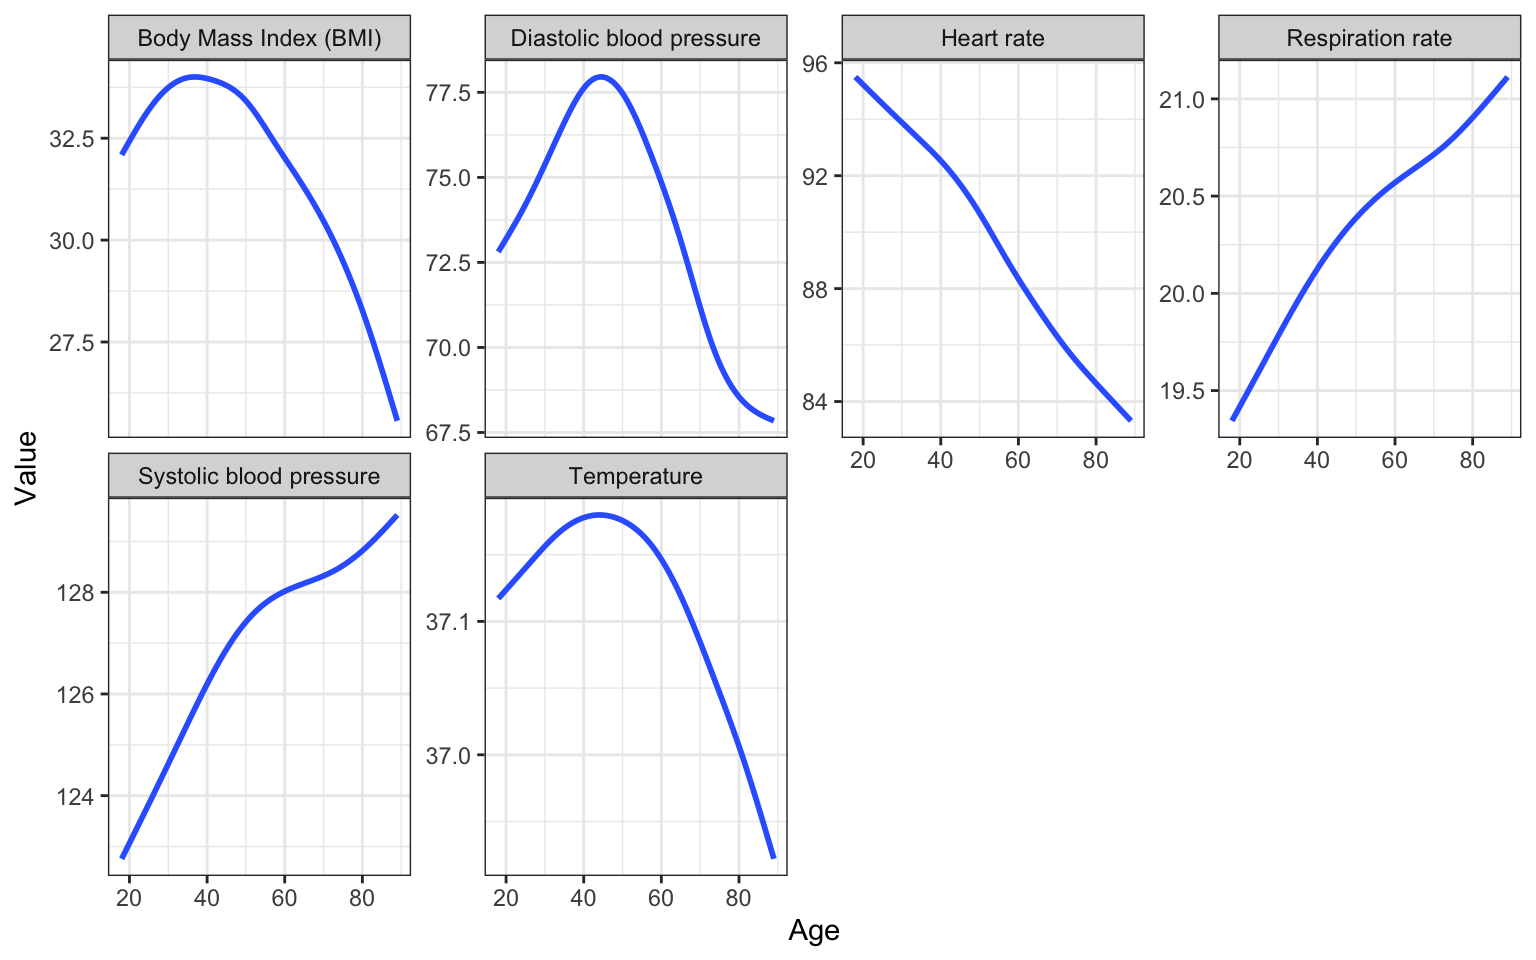 Body Mass Index (BMI)
Diastolic blood pressure
Heart rate
Respiration rate
32.5
30.0
27.5
77.5
75.0
72.5
70.0
67.5
96
92
88
84
20 40 60 80
21.0
20.5
20.0
19.5
20 40 60 80
Value
Systolic blood pressure
Temperature
128
126
124
20 40 60 80
37.1
37.0
20 40 60 80
Age